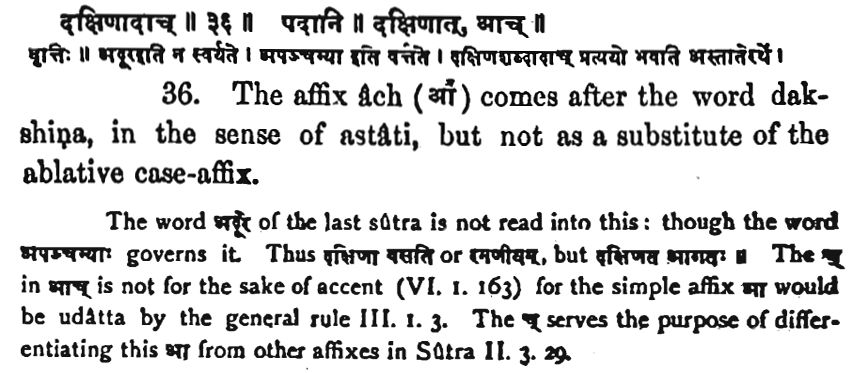 दक्षिणादाच् ॥ ३६ ॥ पदानि ॥ दक्षिणात्, आच् ॥
वृत्तिः ॥ अदूरइति न स्वर्यते । अपञ्चम्या इति वर्त्तते । दक्षिणशब्दादाच् प्रत्ययो भवाति अस्तातेरर्थे ।
36. The affix âch (आँ) comes after the word dak-
shiṇa, in the sense of astâti, but not as a substitute of the
ablative case-affix.
The word अदूरे of the last sûtra is not read into this: though the word
अपञ्चम्याः governs it. Thus दक्षिणा वसति or रमणीयम्, but दक्षिणत आगतः ॥ The च्
in आच् is not for the sake of accent (VI. 1. 163) for the simple affix आ would
be udâtta by the general rule III. 1. 3. The च् serves the purpose of differ-
entiating this आ from other affixes in Sûtra II. 3. 29.